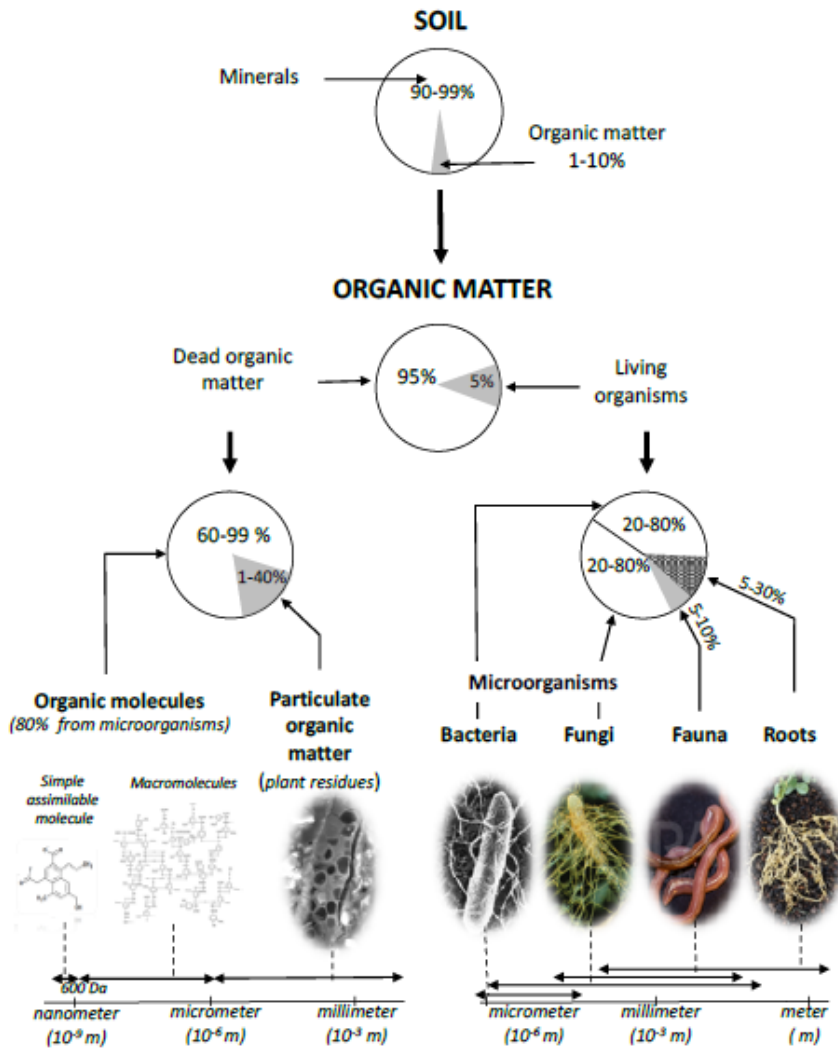 SOIL
Minerals
90-99%
Organic matter
1-10%
ORGANIC MATTER
Dead organic
matter
95%
5%
Living
organisms
60-99 %
1-40%
20-80%
20-80%
5-30%
5-10%
Organic molecules
(80% from microorganisms)
Particulate
organic
matter
(plant residues)
Microorganisms
Bacteria
Fungi
Fauna
Roots
Simple
assimilable
molecule
Macromolecules
600 Da
nanometer
(10-9 m)
micrometer
(10-6 m)
millimeter
(10-3 m)
micrometer
(10-6 m)
millimeter
(10-3 m)
meter
( m)